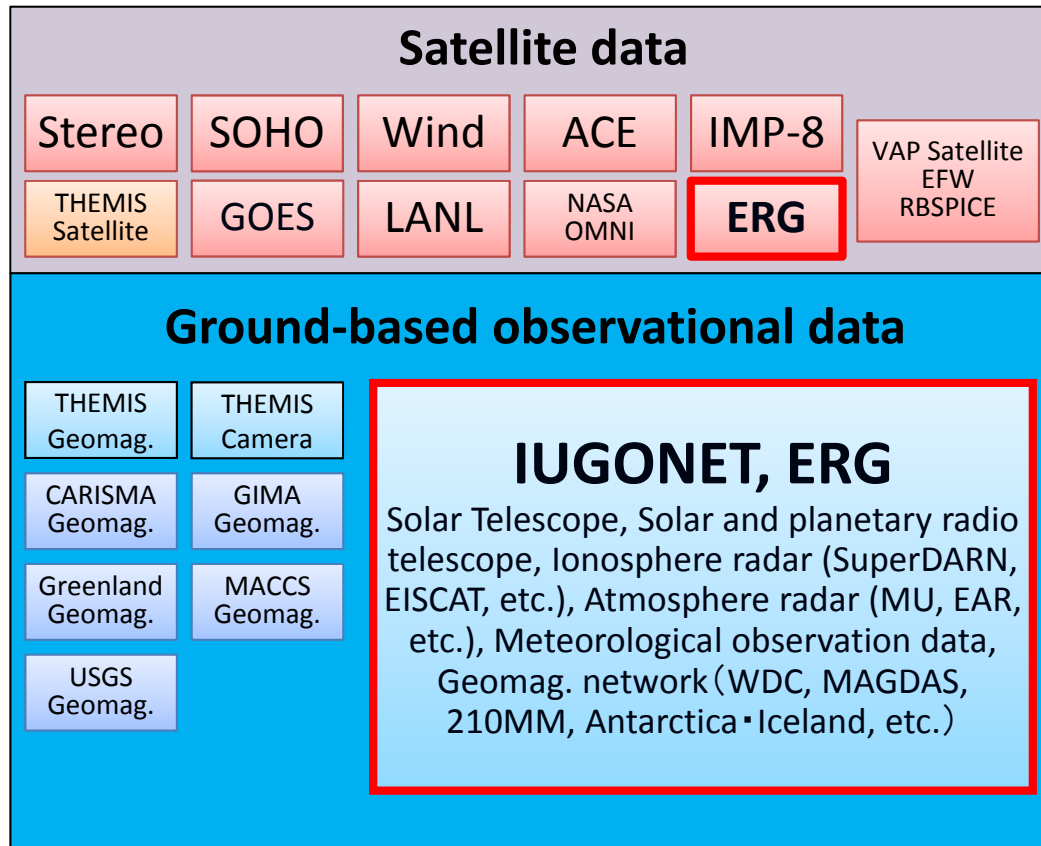 Satellite data
Stereo
SOHO
Wind
ACE
IMP-8
VAP Satellite
EFW
RBSPICE
THEMIS
Satellite
GOES
LANL
NASA
OMNI
ERG
Ground-based observational data
THEMIS
Geomag.
THEMIS
Camera
CARISMA
Geomag.
GIMA
Geomag.
Greenland
Geomag.
MACCS
Geomag.
USGS
Geomag.
IUGONET, ERG
Solar Telescope, Solar and planetary radio
telescope, Ionosphere radar (SuperDARN,
EISCAT, etc.), Atmosphere radar (MU, EAR,
etc.), Meteorological observation data,
Geomag. network（WDC, MAGDAS,
210MM, Antarctica・Iceland, etc.）